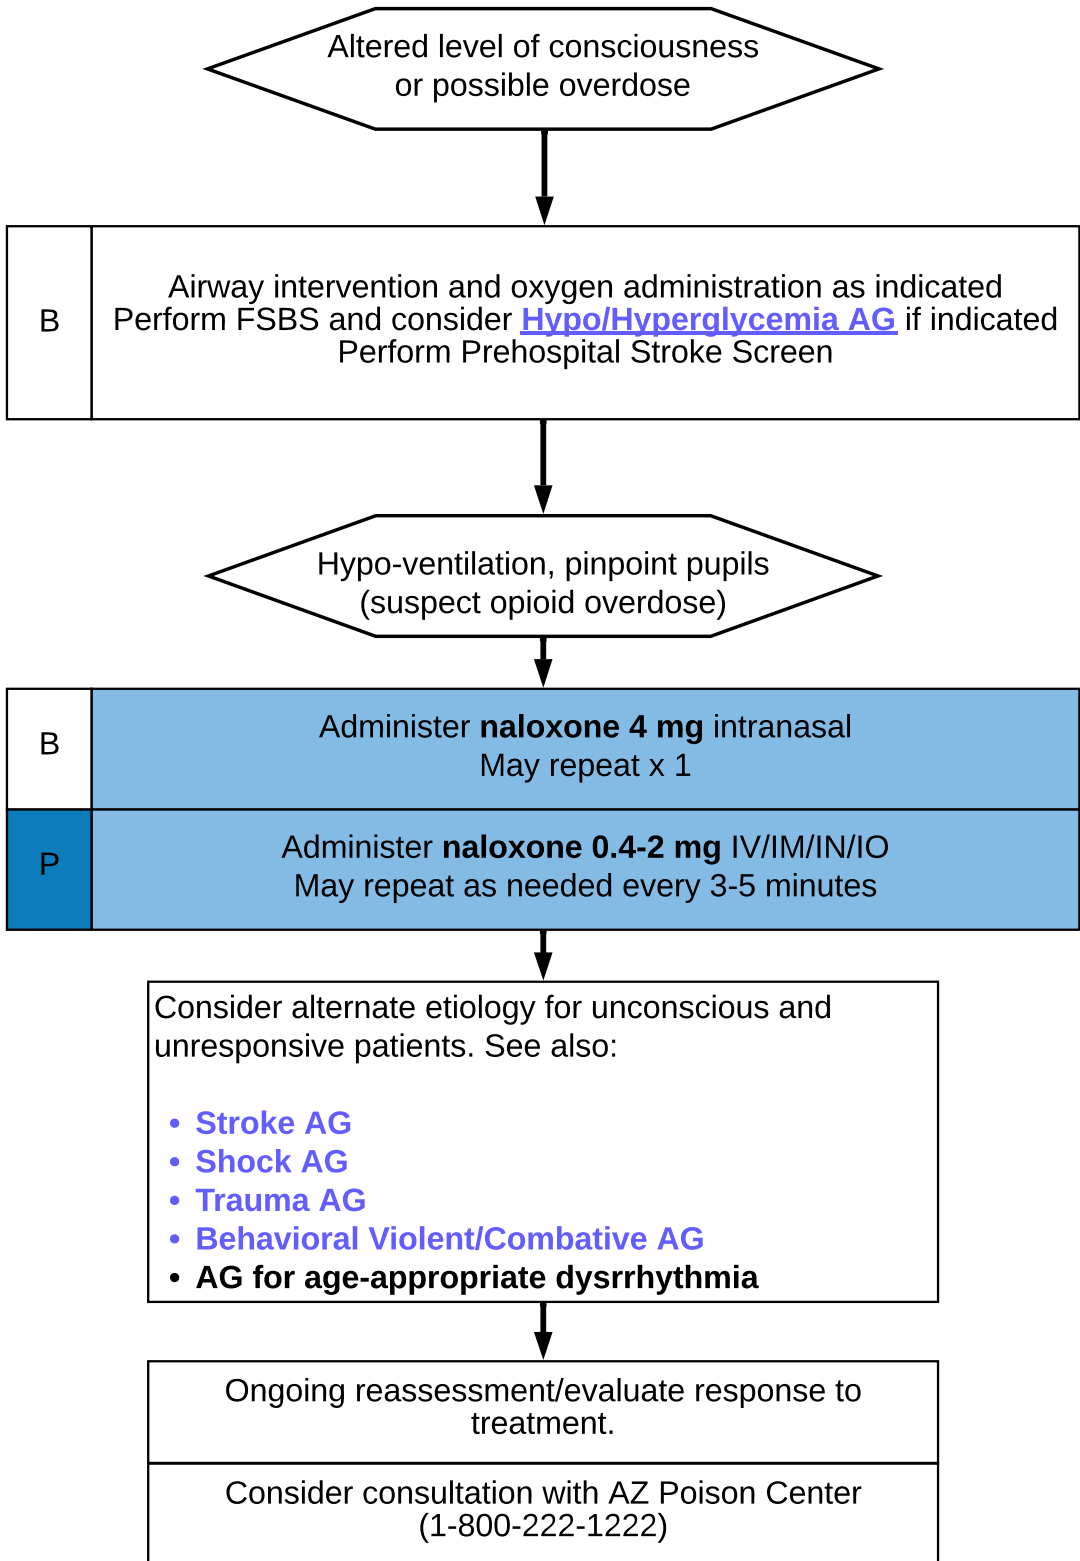 Altered level of consciousness
or possible overdose
B
Airway intervention and oxygen administration as indicated
Perform FSBS and consider Hypo/Hyperglycemia AG if indicated
Perform Prehospital Stroke Screen
Hypo-ventilation, pinpoint pupils
(suspect opioid overdose)
B
Administer naloxone 4 mg intranasal
May repeat x 1
P
Administer naloxone 0.4-2 mg IV/IM/IN/IO
May repeat as needed every 3-5 minutes
Consider alternate etiology for unconscious and
unresponsive patients. See also:
• Stroke AG
• Shock AG
• Trauma AG
• Behavioral Violent/Combative AG
• AG for age-appropriate dysrrhythmia
Ongoing reassessment/evaluate response to
treatment.
Consider consultation with AZ Poison Center
(1-800-222-1222)